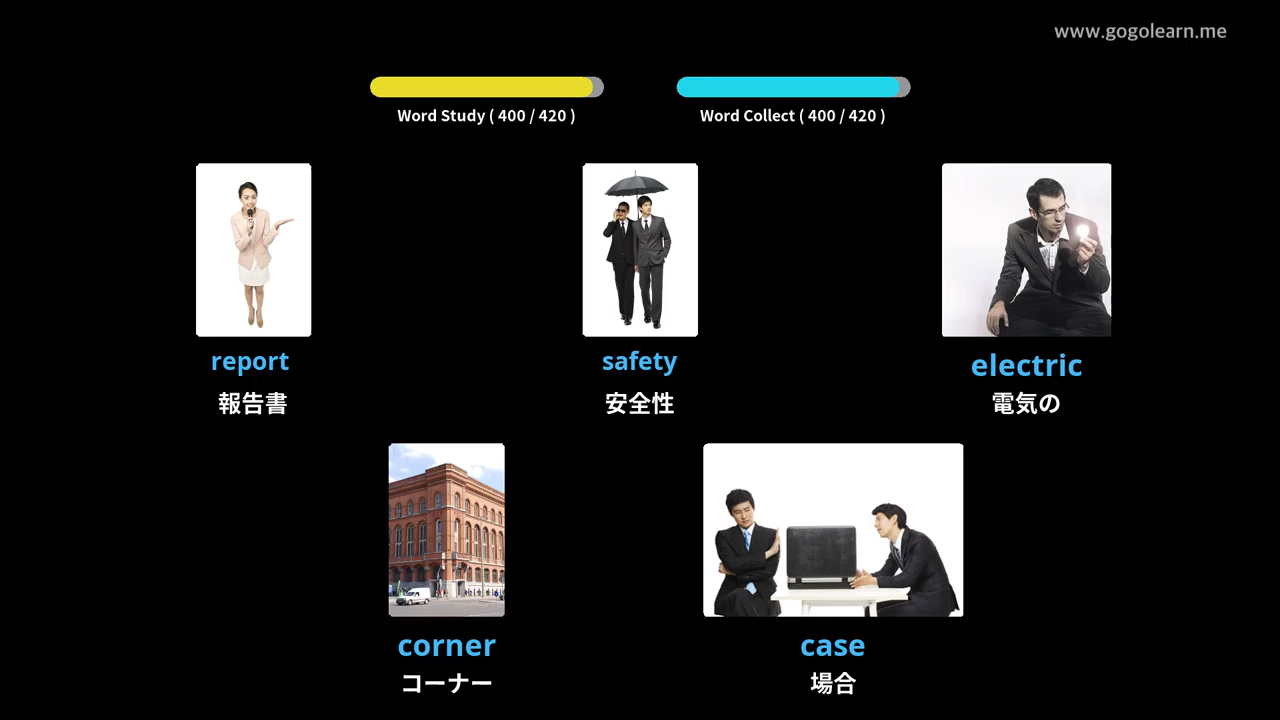 www.gogolearn.me
Word Study ( 400 / 420 )
Word Collect ( 400 / 420 )
report
報告書
safety
安全性
electric
電気の
corner
コーナー
case
場合